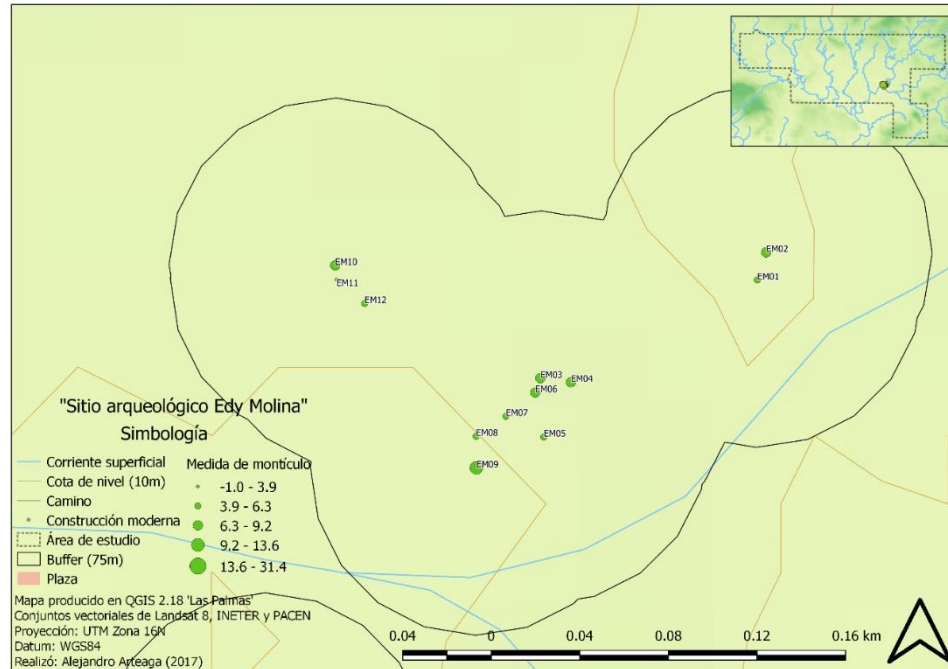 EM02
EM01
EM10
EM11
EM12
EM03
EM04
EM06
EM07
EM08
EM05
EM09
"Sitio arqueológico Edy Molina"
Simbología
Corriente superficial
Cota de nivel (10m)
Camino
Construcción moderna
Área de estudio
Buffer (75m)
Plaza
Medida de montículo
-1.0 - 3.9
3.9 - 6.3
6.3 - 9.2
9.2 - 13.6
13.6 - 31.4
Mapa producido en QGIS 2.18 'Las Palmas'
Conjuntos vectoriales de Landsat 8, INETER y PACEN
Proyección: UTM Zona 16N
Datum: WGS84
Realizó: Alejandro Arteaga (2017)
0.04 0 0.04 0.08 0.12 0.16 km